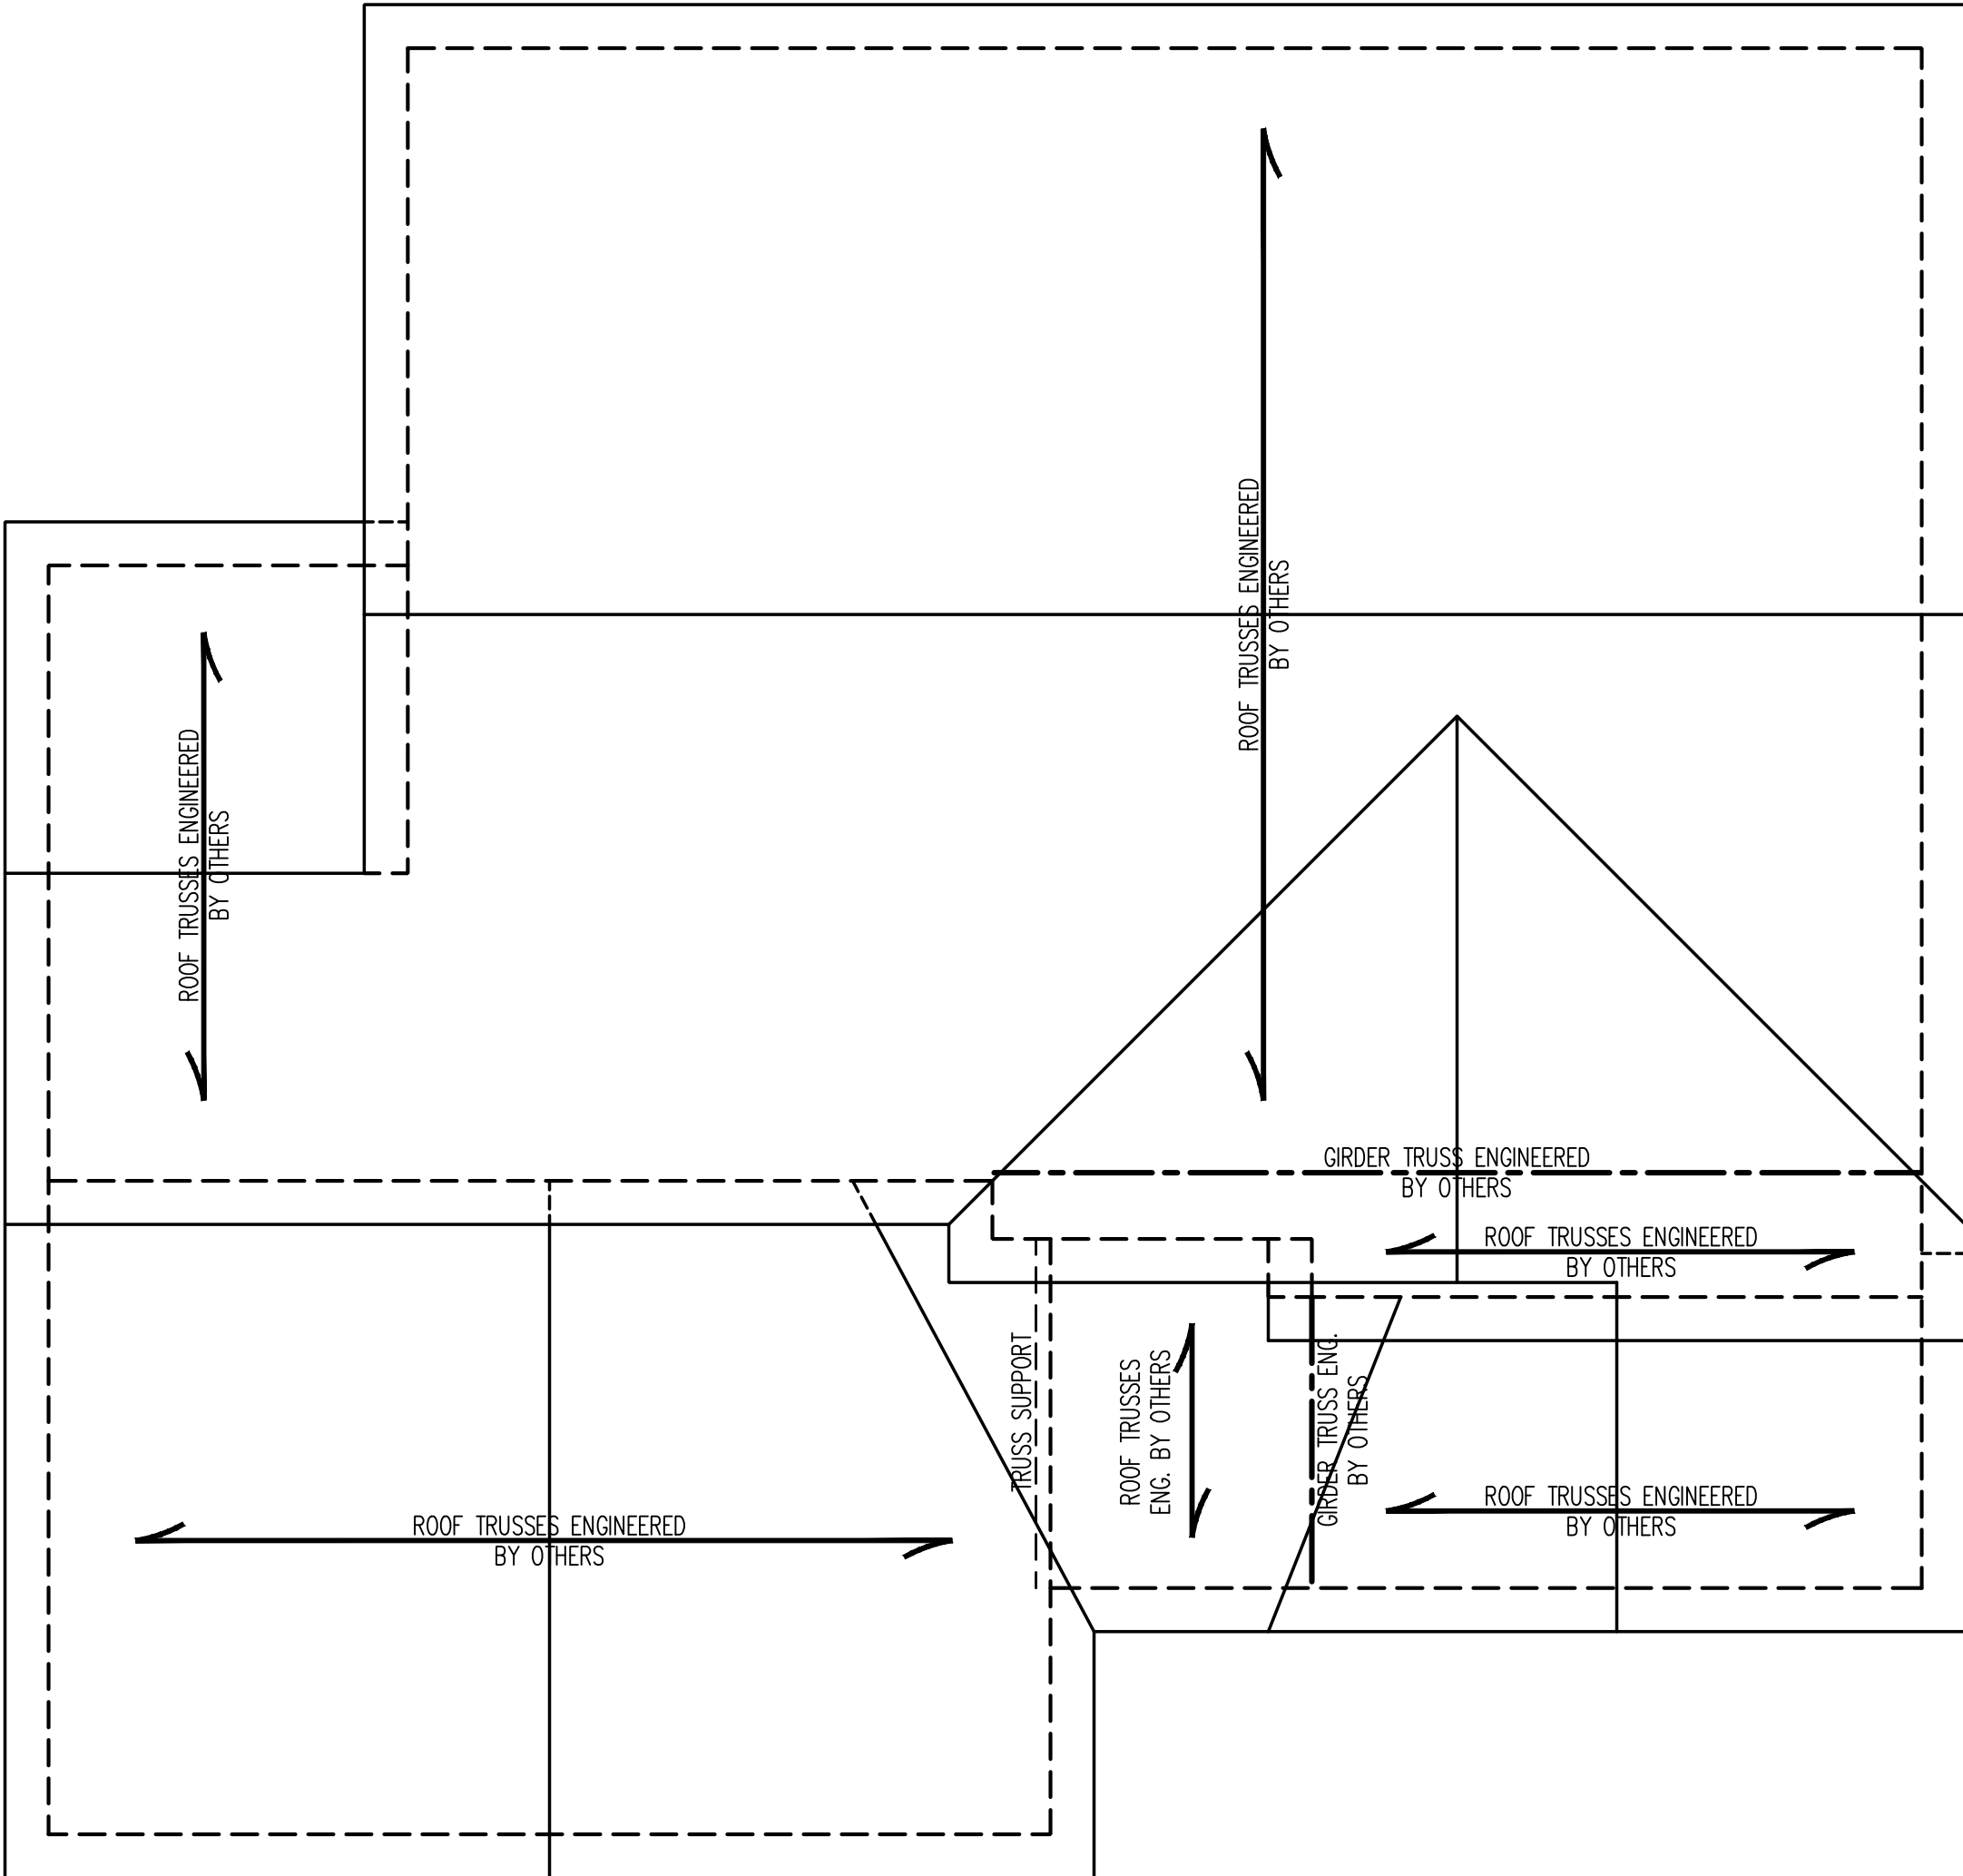 ROOF TRUSSES ENGINEERED
BY OTHERS
ROOF TRUSSES ENGINEERED
BY OTHERS
GIRDER TRUSS ENGINEERED
BY OTHERS
ROOF TRUSSES ENGINEERED
BY OTHERS
TRUSS SUPPORT
ROOF TRUSSES
ENG. BY OTHERS
GIRDER TRUSS ENG.
BY OTHERS
ROOF TRUSSES ENGINEERED
BY OTHERS
ROOF TRUSSES ENGINEERED
BY OTHERS